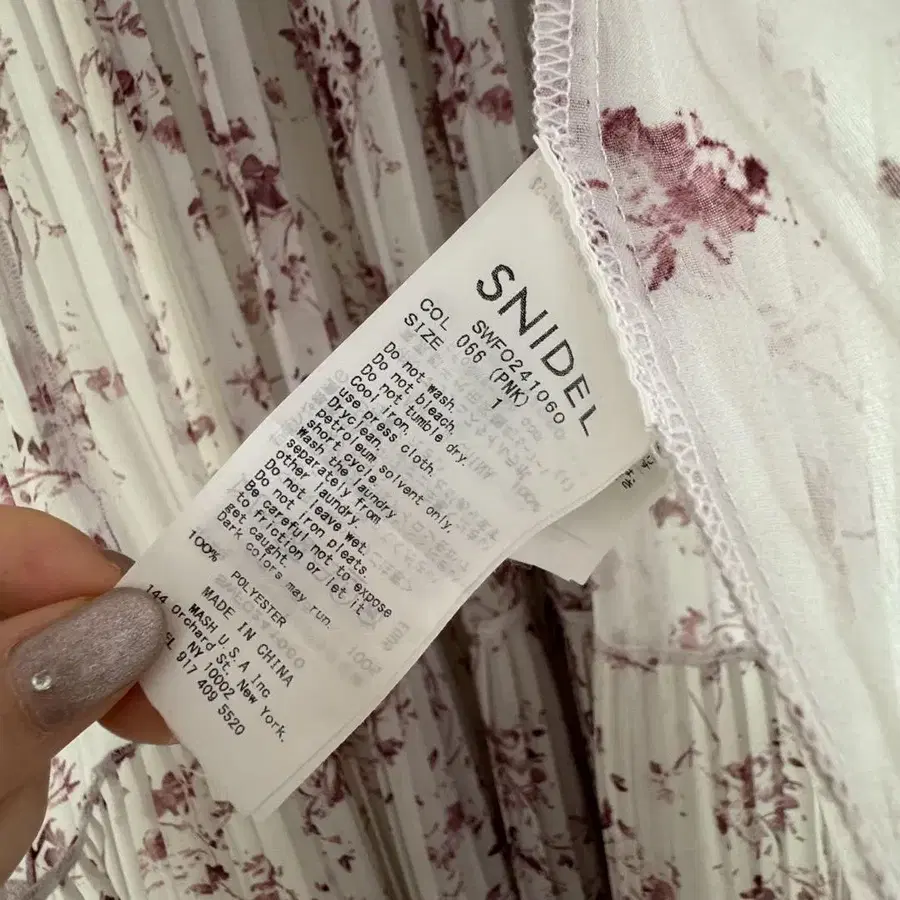 SNIDEL
SWFO241060
COL 066 (PNK)
SIZE 1
Do not wash.
Do not bleach.
Do not tumble dry.
Cool iron.
use press cloth.
Dryclean.
petroleum solvent only,
short cycle.
Wash the laundry
separately from
other laundry.
Do not leave wet.
Do not iron pleats.
Be careful not to expose
to friction or let it
get caught.
Dark colors may run.
100% POLYESTER
MADE IN CHINA
MASH U.S.A Inc
144 Orchard St. New York.
NY 10002
EL 917 409 5520